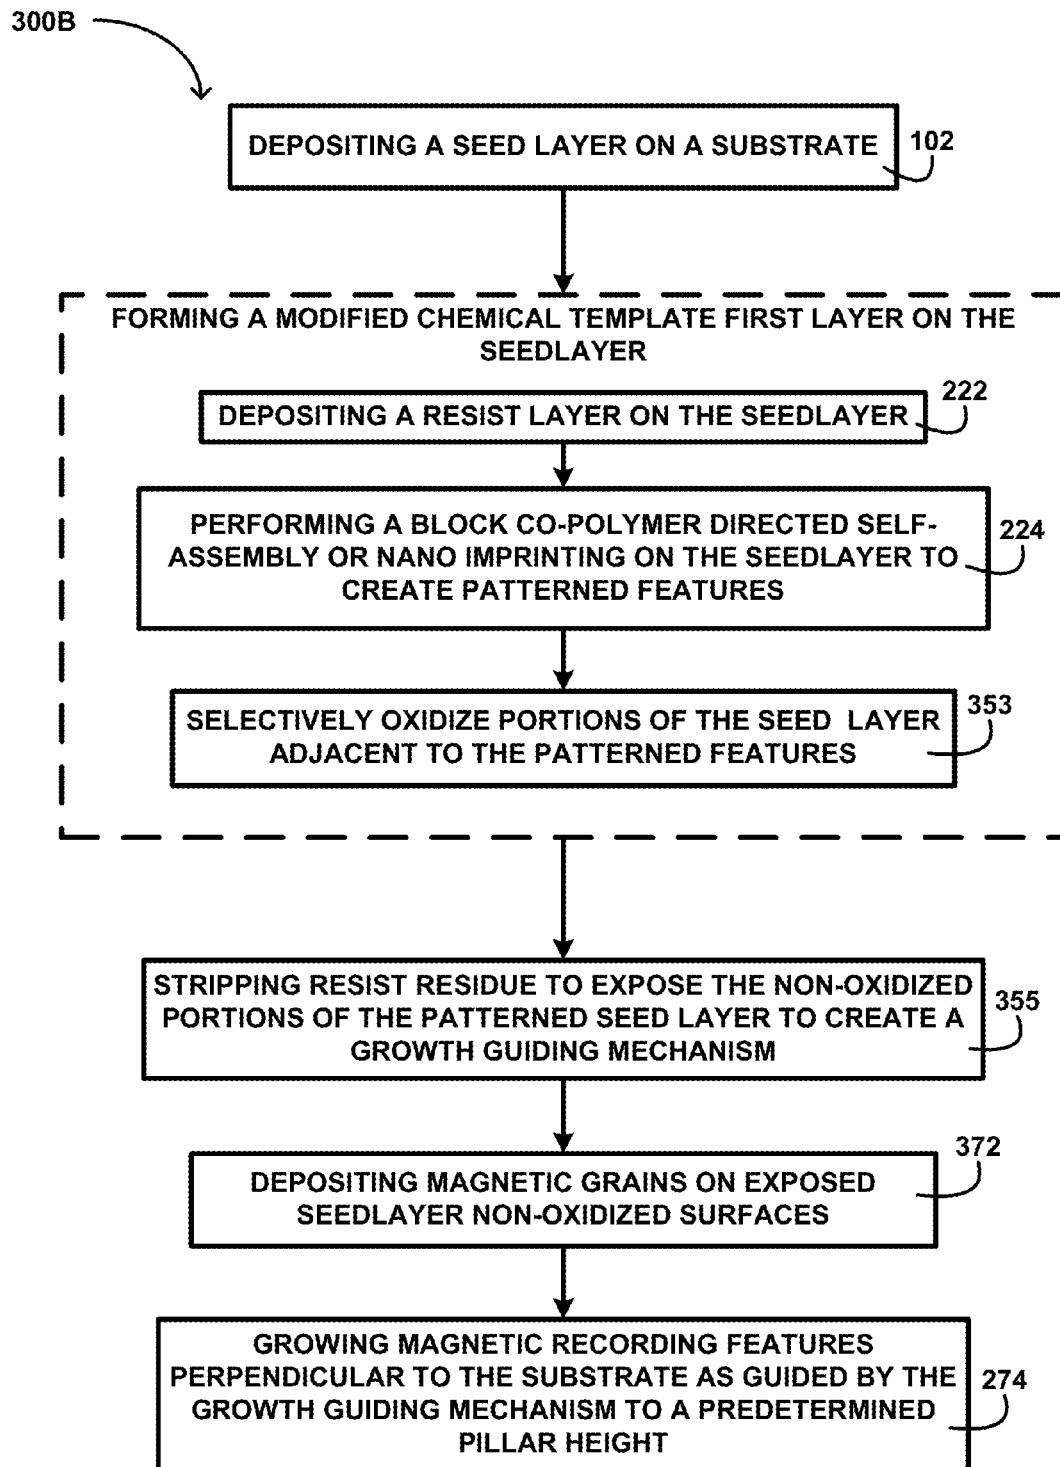 300B
DEPOSITING A SEED LAYER ON A SUBSTRATE
102
FORMING A MODIFIED CHEMICAL TEMPLATE FIRST LAYER ON THE
SEEDLAYER
222
DEPOSITING A RESIST LAYER ON THE SEEDLAYER
PERFORMING A BLOCK CO-POLYMER DIRECTED SELF-
ASSEMBLY OR NANO IMPRINTING ON THE SEEDLAYER TO
CREATE PATTERNED FEATURES
224
SELECTIVELY OXIDIZE PORTIONS OF THE SEED LAYER
ADJACENT TO THE PATTERNED FEATURES
353
STRIPPING RESIST RESIDUE TO EXPOSE THE NON-OXIDIZED
PORTIONS OF THE PATTERNED SEED LAYER TO CREATE A
GROWTH GUIDING MECHANISM
355
372
DEPOSITING MAGNETIC GRAINS ON EXPOSED
SEEDLAYER NON-OXIDIZED SURFACES
GROWING MAGNETIC RECORDING FEATURES
PERPENDICULAR TO THE SUBSTRATE AS GUIDED BY THE
GROWTH GUIDING MECHANISM TO A PREDETERMINED
PILLAR HEIGHT
274